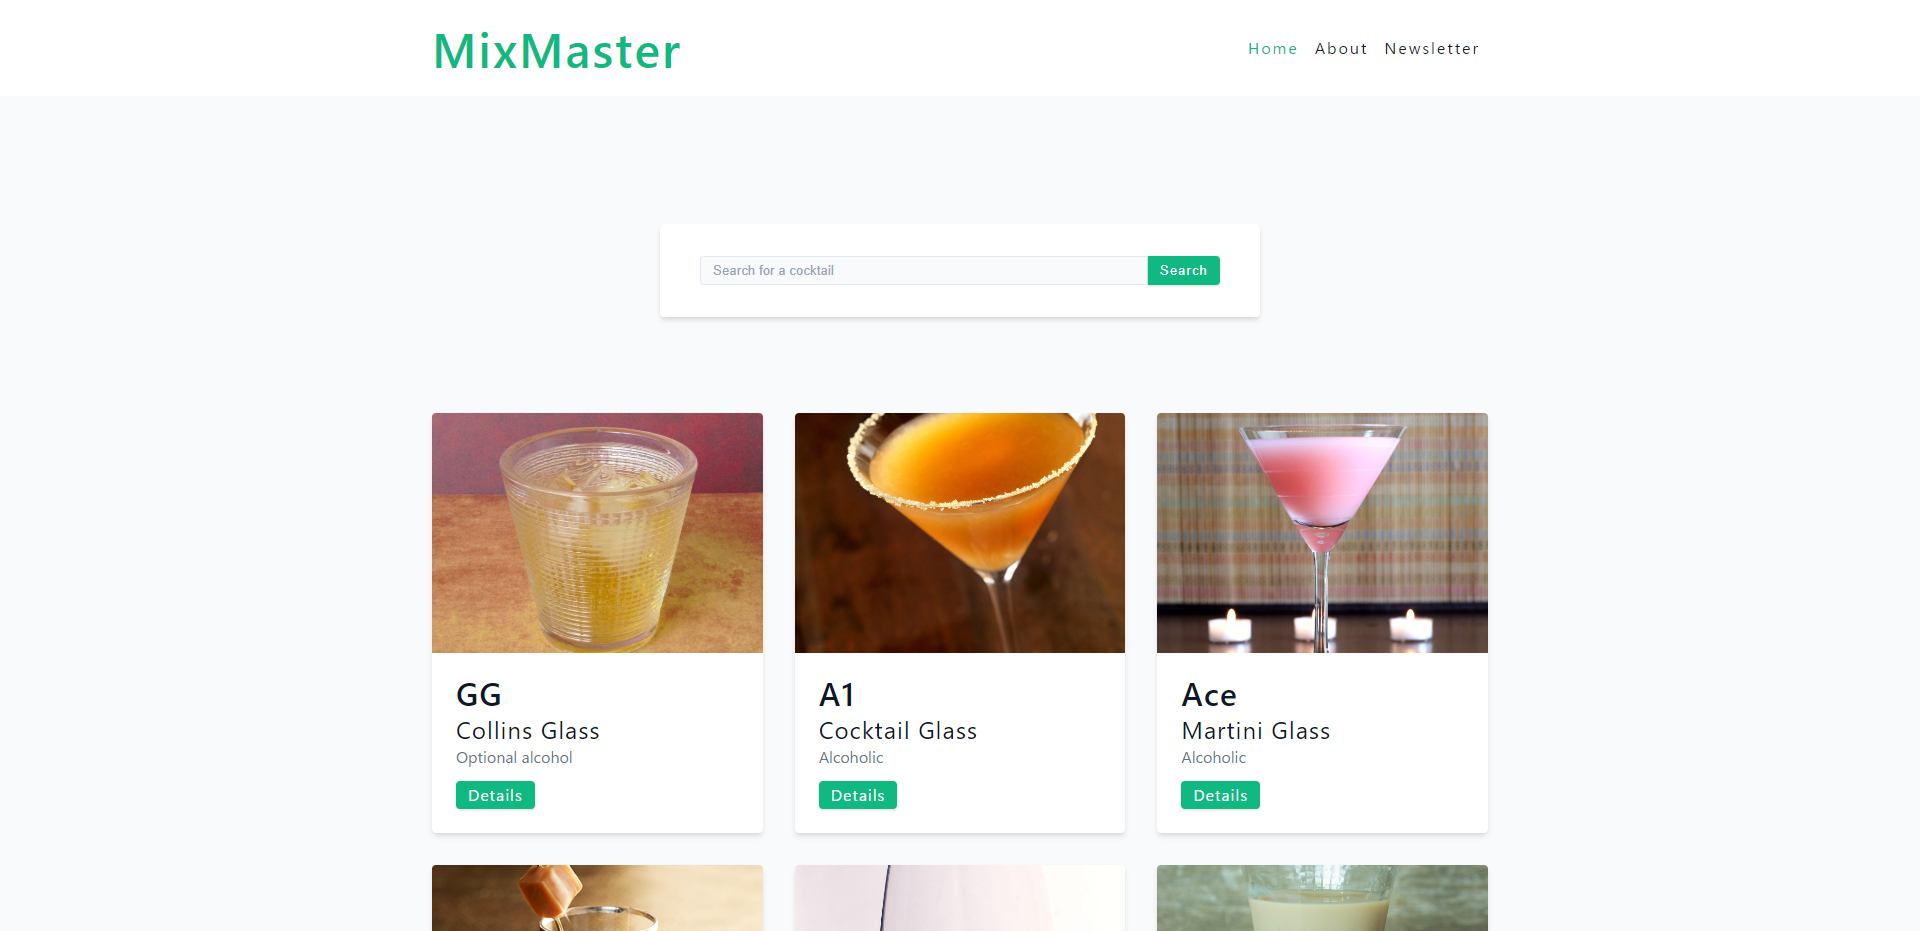 MixMaster
Home About Newsletter
Search for a cocktail Search
GG
Collins Glass
Optional alcohol
Details
A1
Cocktail Glass
Alcoholic
Details
Ace
Martini Glass
Alcoholic
Details